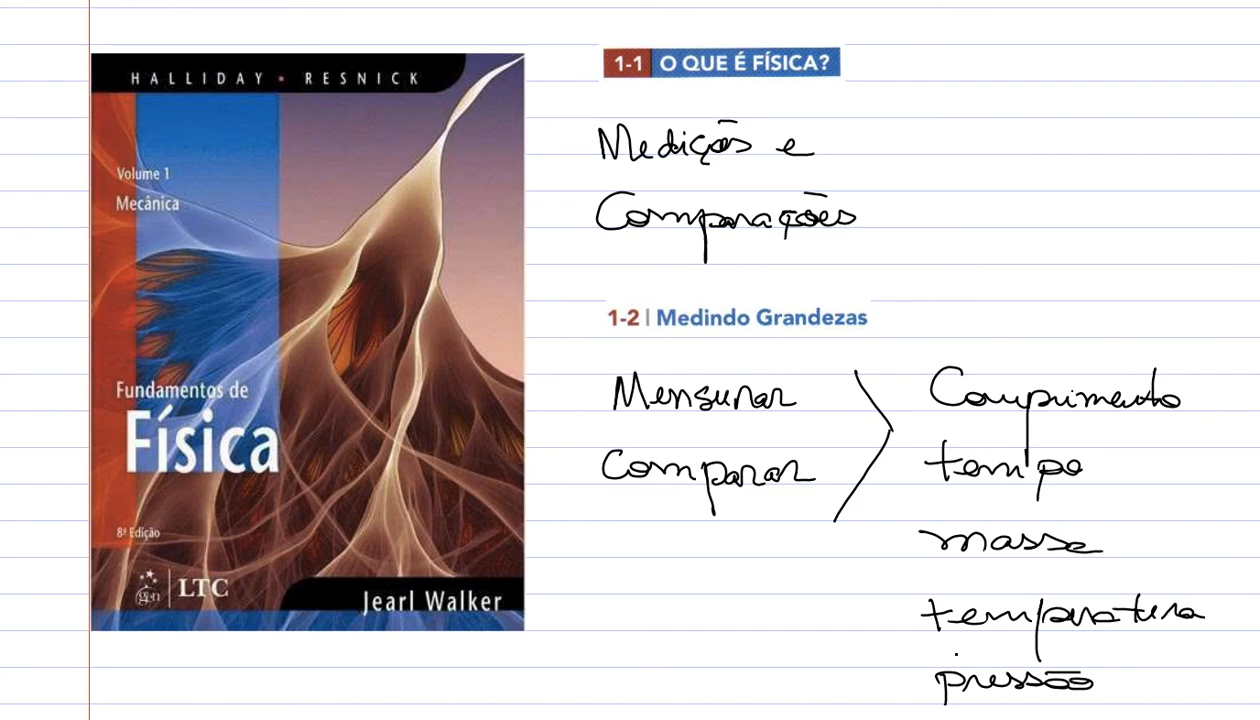 HALLIDAY • RESNICK
Volume 1
Mecânica
Fundamentos de
Física
8ª Edição
gen | LTC
Jearl Walker
1-1 O QUE É FÍSICA?
Medições e
Comparações
1-2 | Medindo Grandezas
Mensurar
Comparar
Comprimento
tempo
massa
temperatura
pressão